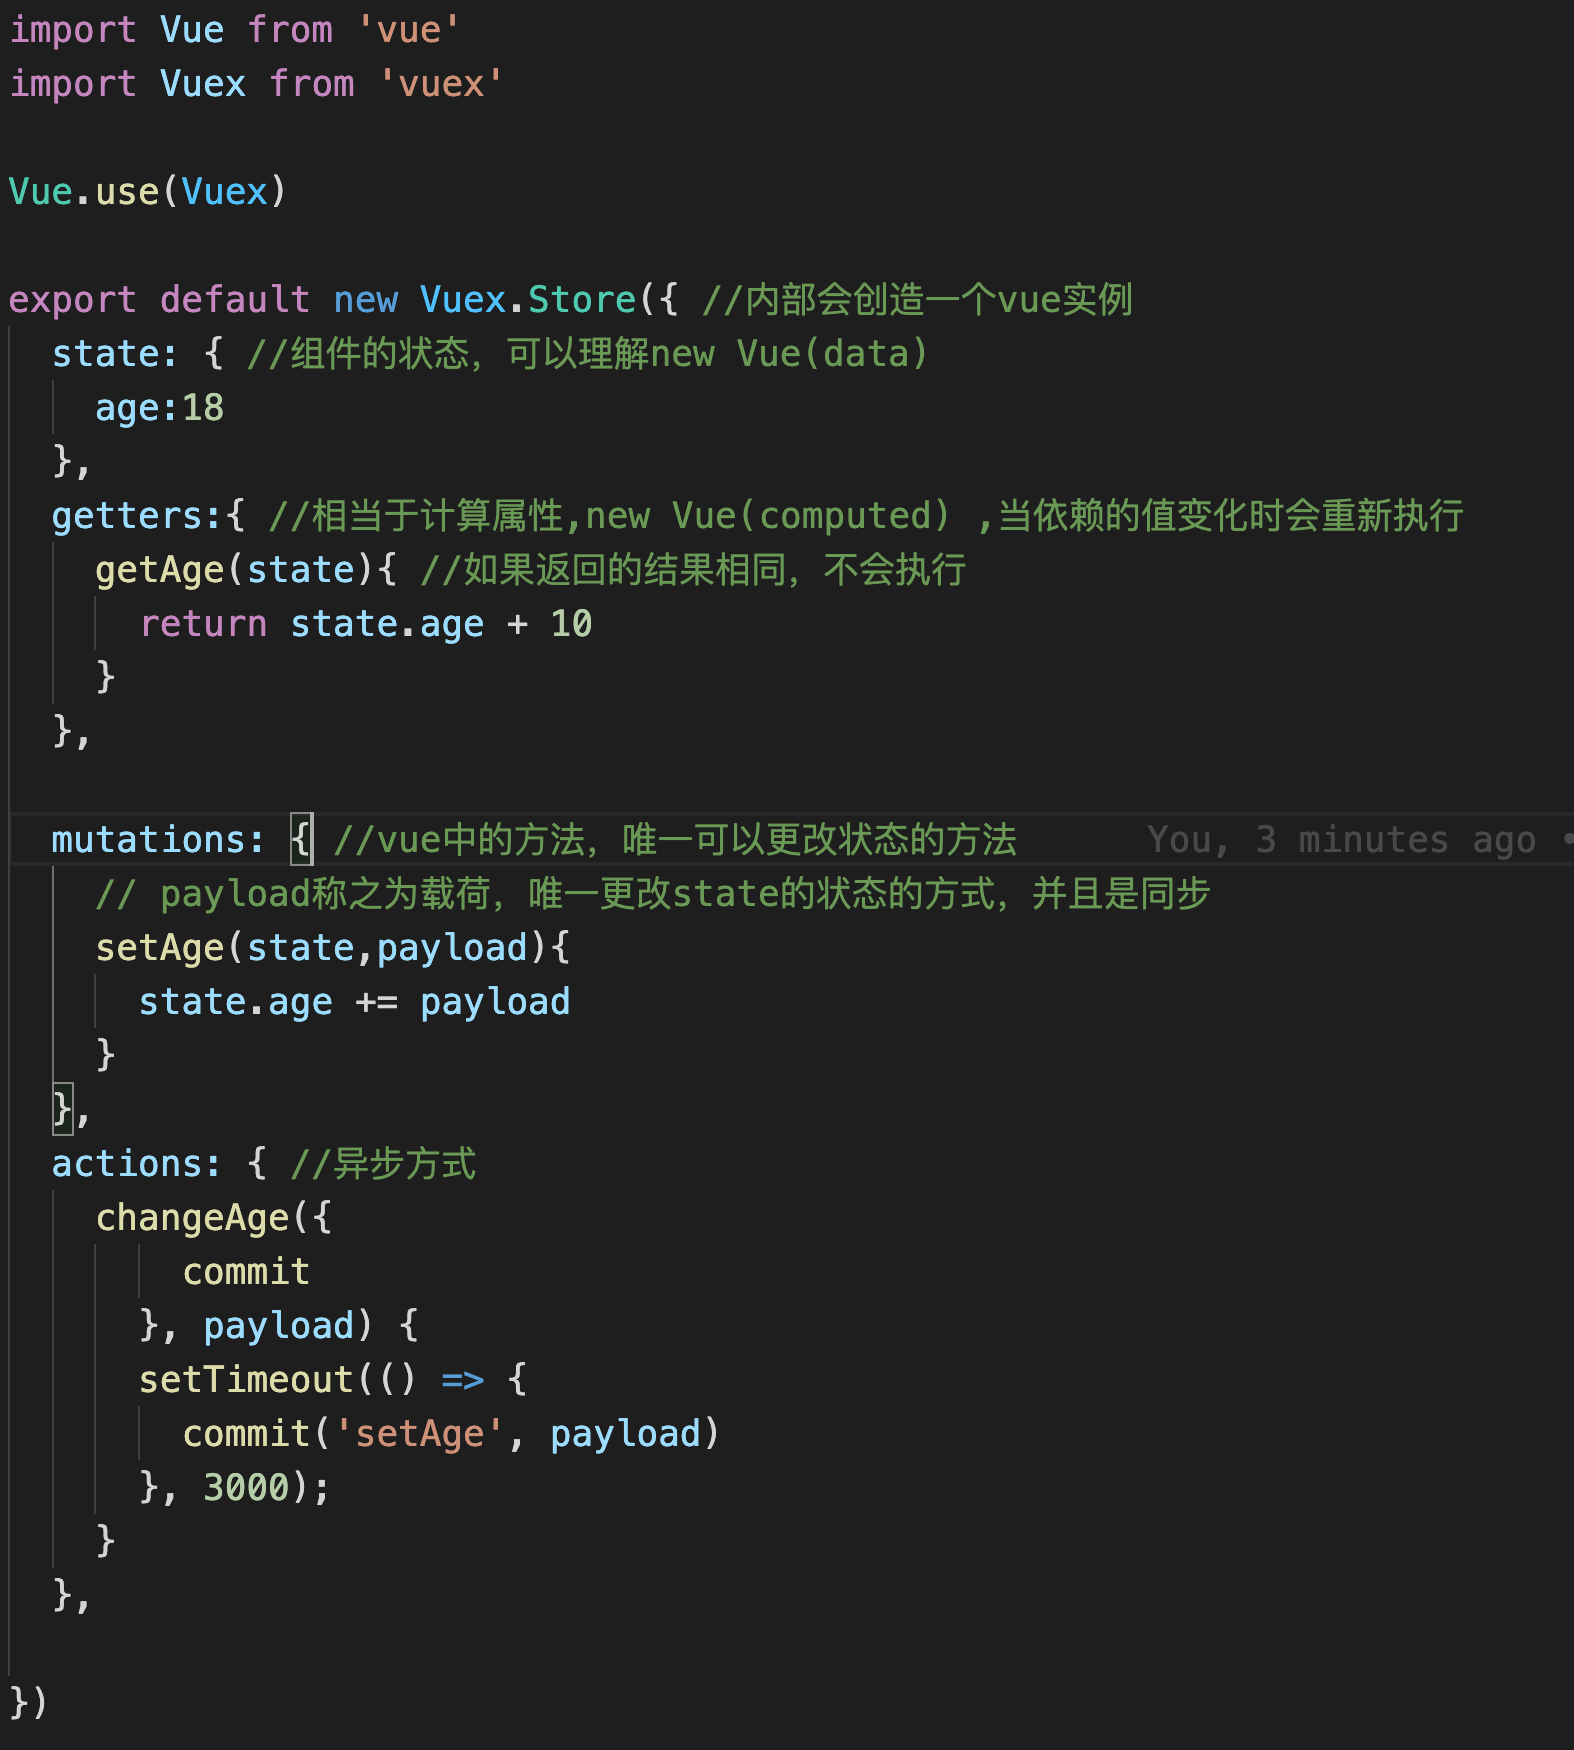 import Vue from 'vue'
import Vuex from 'vuex'
Vue.use(Vuex)
export default new Vuex.Store({ //内部会创造一个vue实例
state: { //组件的状态，可以理解new Vue(data)
age:18
},
getters:{ //相当于计算属性,new Vue(computed) ,当依赖的值变化时会重新执行
getAge(state){ //如果返回的结果相同，不会执行
return state.age + 10
}
},
mutations: { //vue中的方法，唯一可以更改状态的方法 You, 3 minutes ago •
// payload称之为载荷，唯一更改state的状态的方式，并且是同步
setAge(state,payload){
state.age += payload
}
},
actions: { //异步方式
changeAge({
commit
}, payload) {
setTimeout(() => {
commit('setAge', payload)
}, 3000);
}
},
})